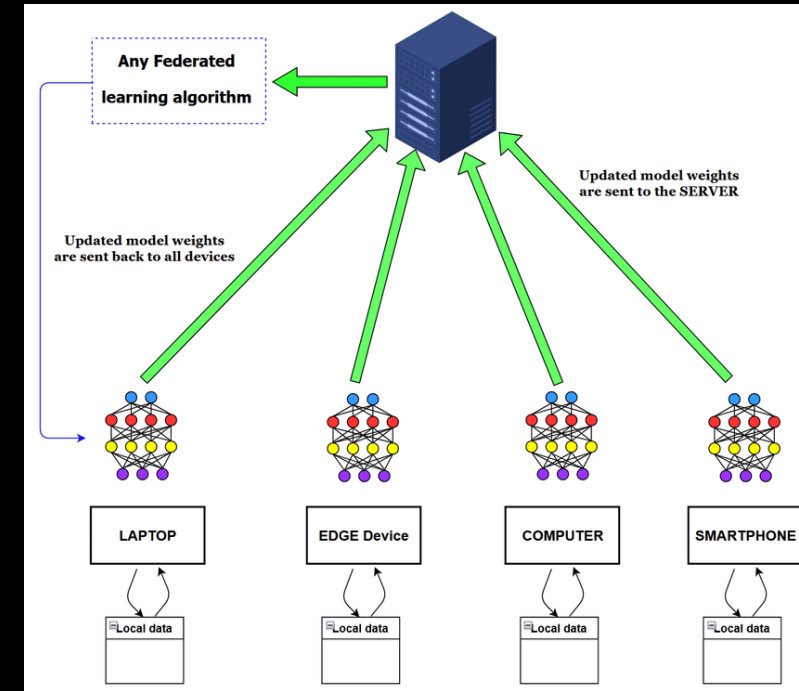 Any Federated
learning algorithm
Updated model weights
are sent to the SERVER
Updated model weights
are sent back to all devices
LAPTOP
EDGE Device
COMPUTER
SMARTPHONE
Local data
Local data
Local data
Local data